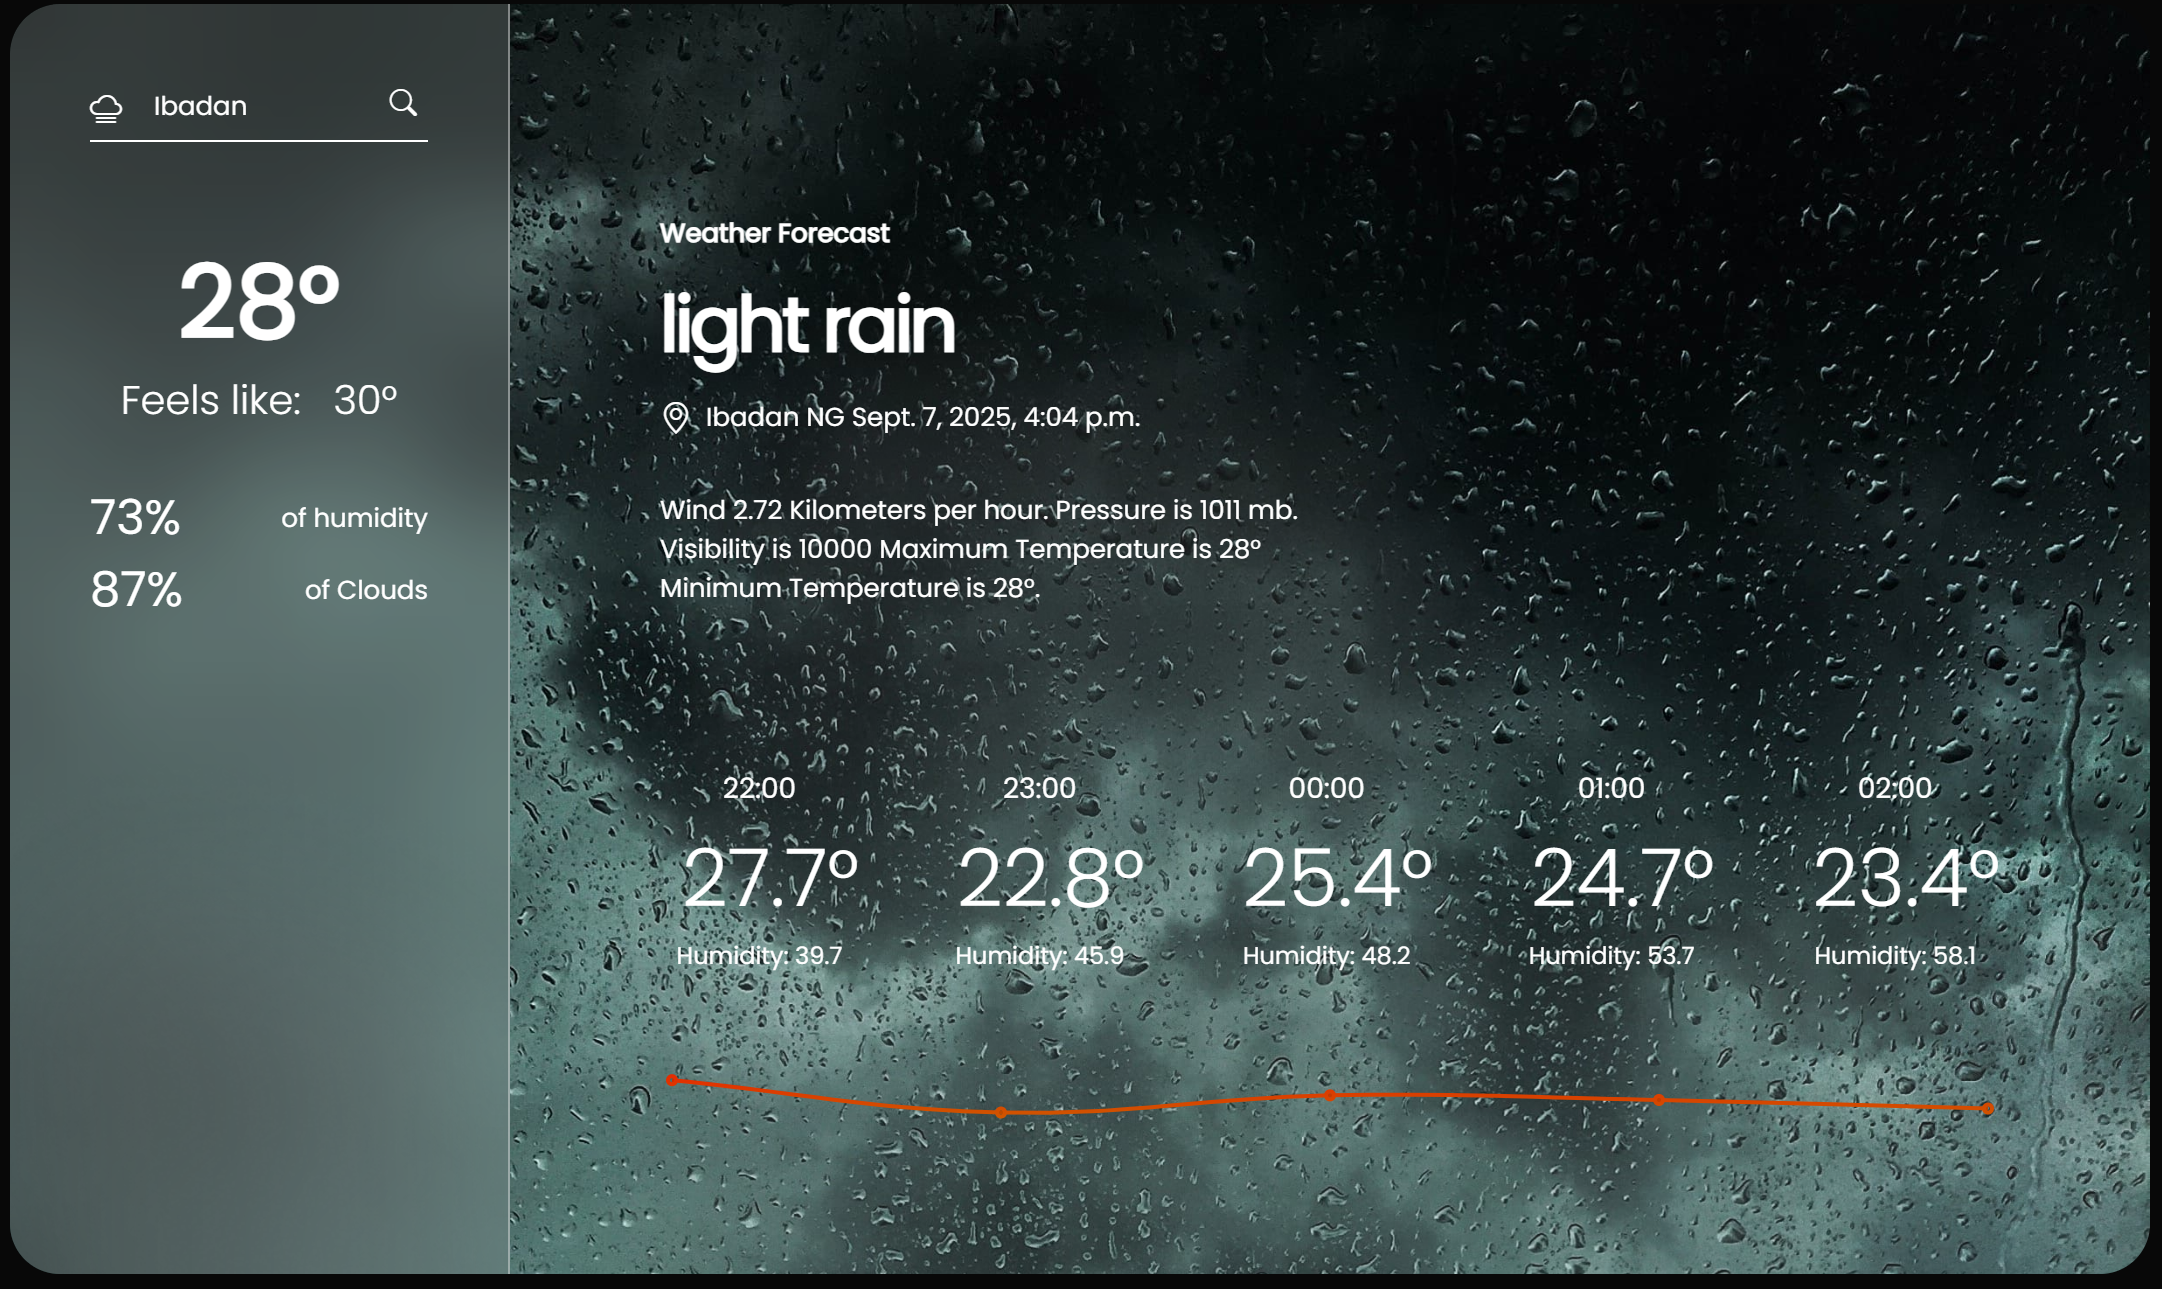 Ibadan
28°
Feels like: 30°
73% of humidity
87% of Clouds
Weather Forecast
light rain
Ibadan NG Sept. 7, 2025, 4:04 p.m.
Wind 2.72 Kilometers per hour. Pressure is 1011 mb.
Visibility is 10000 Maximum Temperature is 28°
Minimum Temperature is 28°.
22:00 23:00 00:00 01:00 02:00
27.7° 22.8° 25.4° 24.7° 23.4°
Humidity: 39.7 Humidity: 45.9 Humidity: 48.2 Humidity: 53.7 Humidity: 58.1